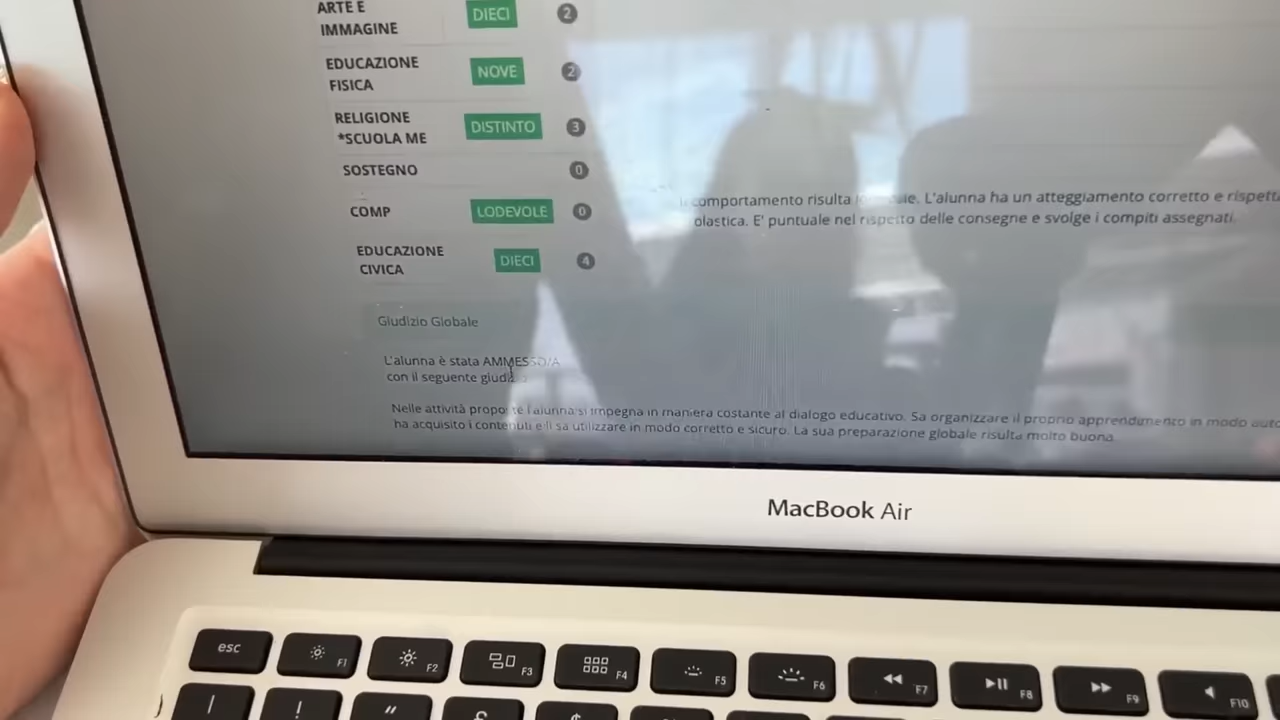 ARTE E
IMMAGINE
DIECI
2
EDUCAZIONE
FISICA
NOVE
2
RELIGIONE
*SCUOLA ME
DISTINTO
3
SOSTEGNO
0
COMP
LODEVOLE
0
comportamento risulta L'alunna ha un atteggiamento corretto e rispett
olastica. E' puntuale nel rispetto delle consegne e svolge i compiti assegnati.
EDUCAZIONE
CIVICA
DIECI
4
Giudizio Globale
L'alunna è stata AMMESSO/A
con il seguente giudiz
Nelle attività proposte l'alunna si impegna in maniera costante al dialogo educativo. Sa organizzare il proprio apprendimento in modo auto
ha acquisito i contenuti e li sa utilizzare in modo corretto e sicuro. La sua preparazione globale risulta molto buona.
MacBook Air
esc
F1
F2
F3
F4
F5
F6
F7
F8
F9
F10
! " £ $